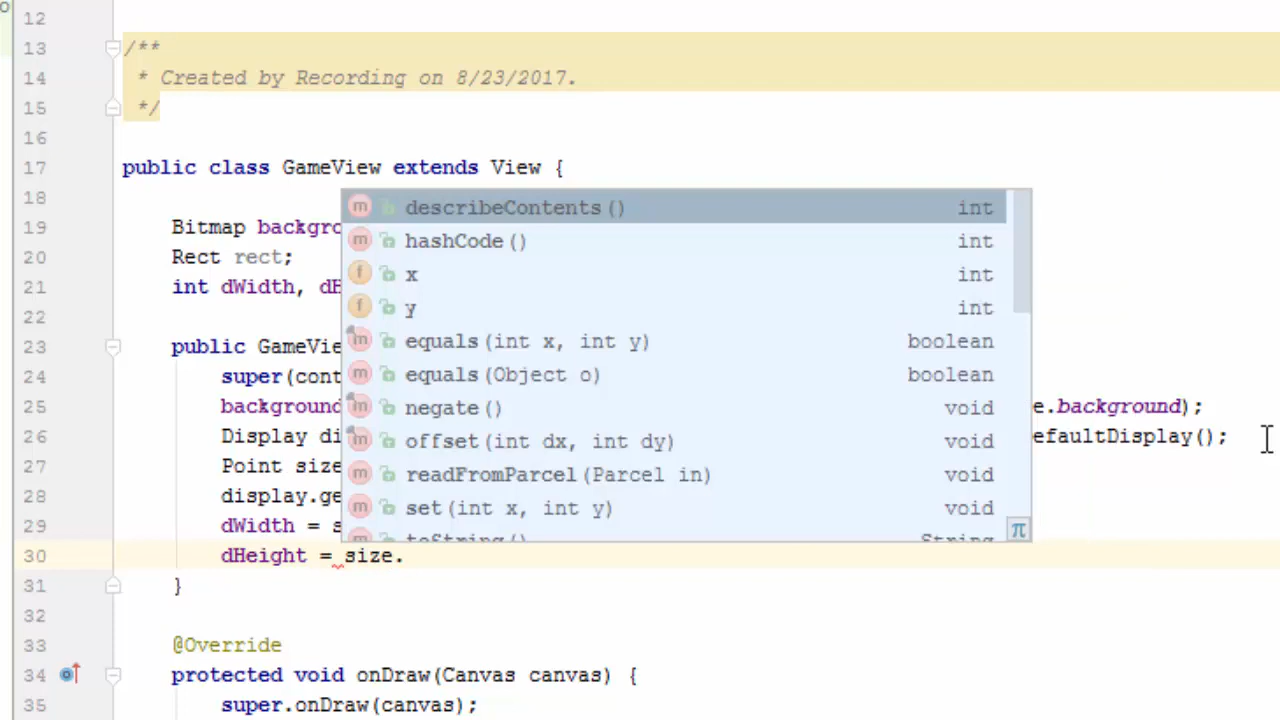 12
13 /**
14 * Created by Recording on 8/23/2017.
15 */
16
17 public class GameView extends View {
18
19 Bitmap backgro
20 Rect rect;
21 int dWidth, dH
22
23 public GameVie
24 super(cont
25 background e.background);
26 Display di efaultDisplay();
27 Point size
28 display.ge
29 dWidth = s
30 dHeight = size.
31 }
32
33 @Override
34 protected void onDraw(Canvas canvas) {
35 super.onDraw(canvas);
m describeContents() int
m hashCode() int
f x int
f y int
m equals(int x, int y) boolean
m equals(Object o) boolean
m negate() void
m offset(int dx, int dy) void
m readFromParcel(Parcel in) void
m set(int x, int y) void
m toString() String
π